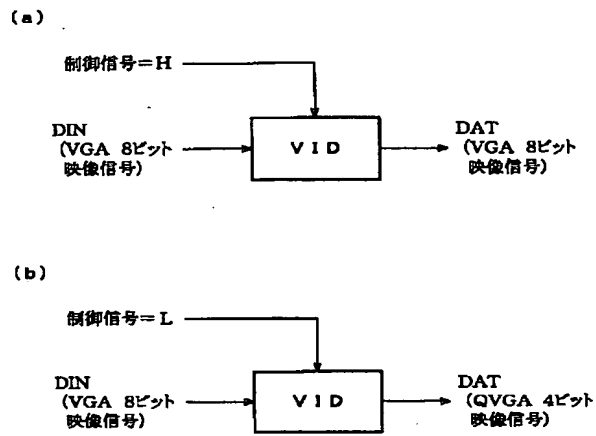 (a)
制御信号=H
DIN
(VGA 8ビット
映像信号)
VID
DAT
(VGA 8ビット
映像信号)
(b)
制御信号=L
DIN
(VGA 8ビット
映像信号)
VID
DAT
(QVGA 4ビット
映像信号)